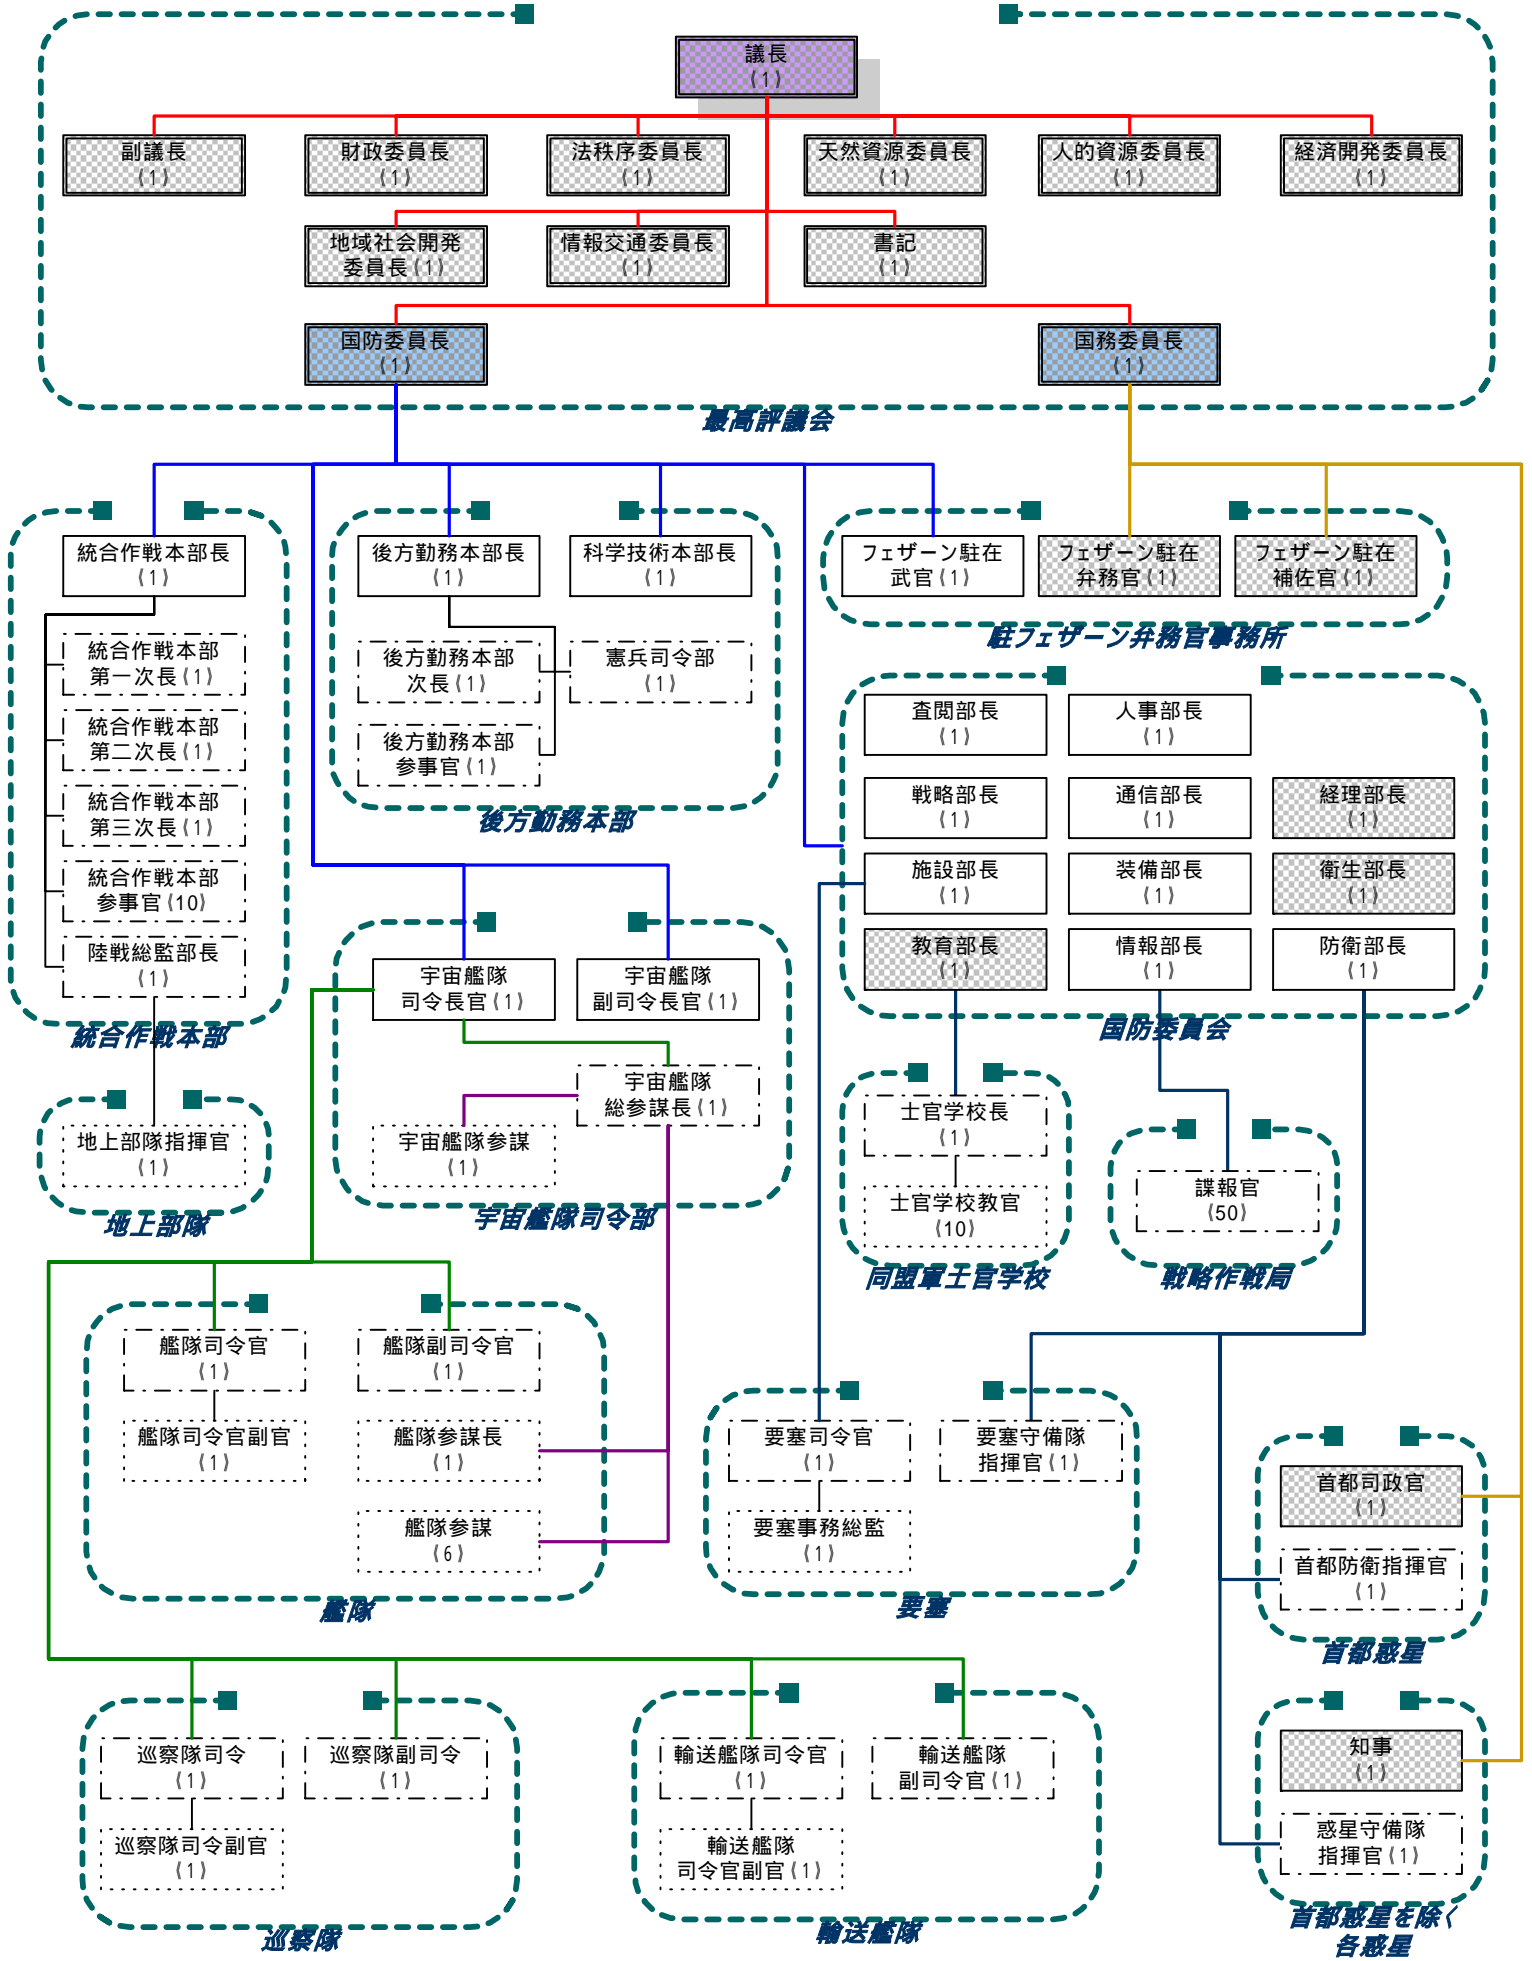 議長
(1)
副議長
(1)
財政委員長
(1)
法秩序委員長
(1)
天然資源委員長
(1)
人的資源委員長
(1)
経済開発委員長
(1)
地域社会開発
委員長(1)
情報交通委員長
(1)
書記
(1)
国防委員長
(1)
国務委員長
(1)
最高評議会
統合作戦本部長
(1)
統合作戦本部
第一次長(1)
統合作戦本部
第二次長(1)
統合作戦本部
第三次長(1)
統合作戦本部
参事官(10)
陸戦総監部長
(1)
統合作戦本部
後方勤務本部長
(1)
科学技術本部長
(1)
後方勤務本部
次長(1)
憲兵司令部
(1)
後方勤務本部
参事官(1)
後方勤務本部
フェザーン駐在
武官(1)
フェザーン駐在
弁務官(1)
フェザーン駐在
補佐官(1)
駐フェザーン弁務官事務所
査閲部長
(1)
人事部長
(1)
戦略部長
(1)
通信部長
(1)
経理部長
(1)
施設部長
(1)
装備部長
(1)
衛生部長
(1)
教育部長
(1)
情報部長
(1)
防衛部長
(1)
国防委員会
宇宙艦隊
司令長官(1)
宇宙艦隊
副司令長官(1)
宇宙艦隊
総参謀長(1)
宇宙艦隊参謀
(1)
宇宙艦隊司令部
地上部隊指揮官
(1)
地上部隊
士官学校長
(1)
士官学校教官
(10)
同盟軍士官学校
諜報官
(50)
戦略作戦局
艦隊司令官
(1)
艦隊副司令官
(1)
艦隊司令官副官
(1)
艦隊参謀長
(1)
艦隊参謀
(6)
艦隊
要塞司令官
(1)
要塞守備隊
指揮官(1)
要塞事務総監
(1)
要塞
首都司政官
(1)
首都防衛指揮官
(1)
首都惑星
巡察隊司令
(1)
巡察隊副司令
(1)
巡察隊司令副官
(1)
巡察隊
輸送艦隊司令官
(1)
輸送艦隊
副司令官(1)
輸送艦隊
司令官副官(1)
輸送艦隊
知事
(1)
惑星守備隊
指揮官(1)
首都惑星を除く
各惑星